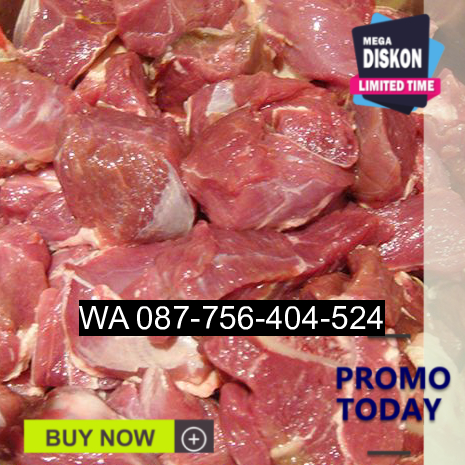 MEGA
DISKON
LIMITED TIME
WA 087-756-404-524
PROMO
TODAY
BUY NOW